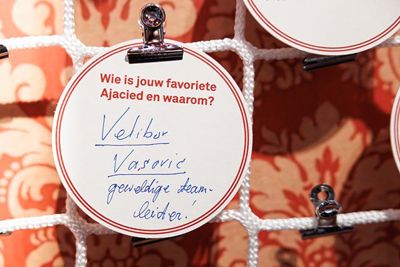 Wie is jouw favoriete
Ajacied en waarom?
Velibor
Vasovic
geweldige team-
leider!